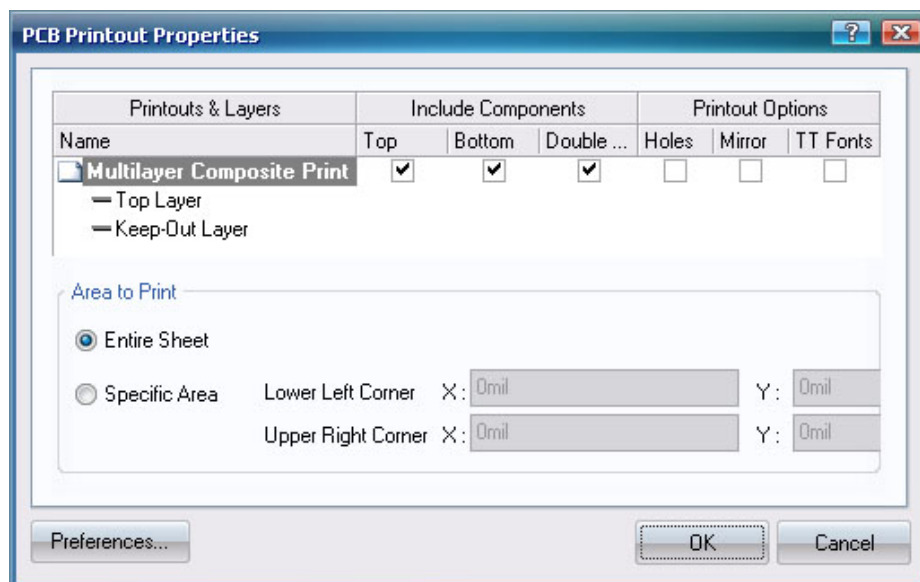 PCB Printout Properties
Printouts & Layers Include Components Printout Options
Name Top Bottom Double ... Holes Mirror TT Fonts
Multilayer Composite Print
Top Layer
Keep-Out Layer
Area to Print
Entire Sheet
Specific Area Lower Left Corner X: 0mil Y: 0mil
Upper Right Corner X: 0mil Y: 0mil
Preferences... OK Cancel